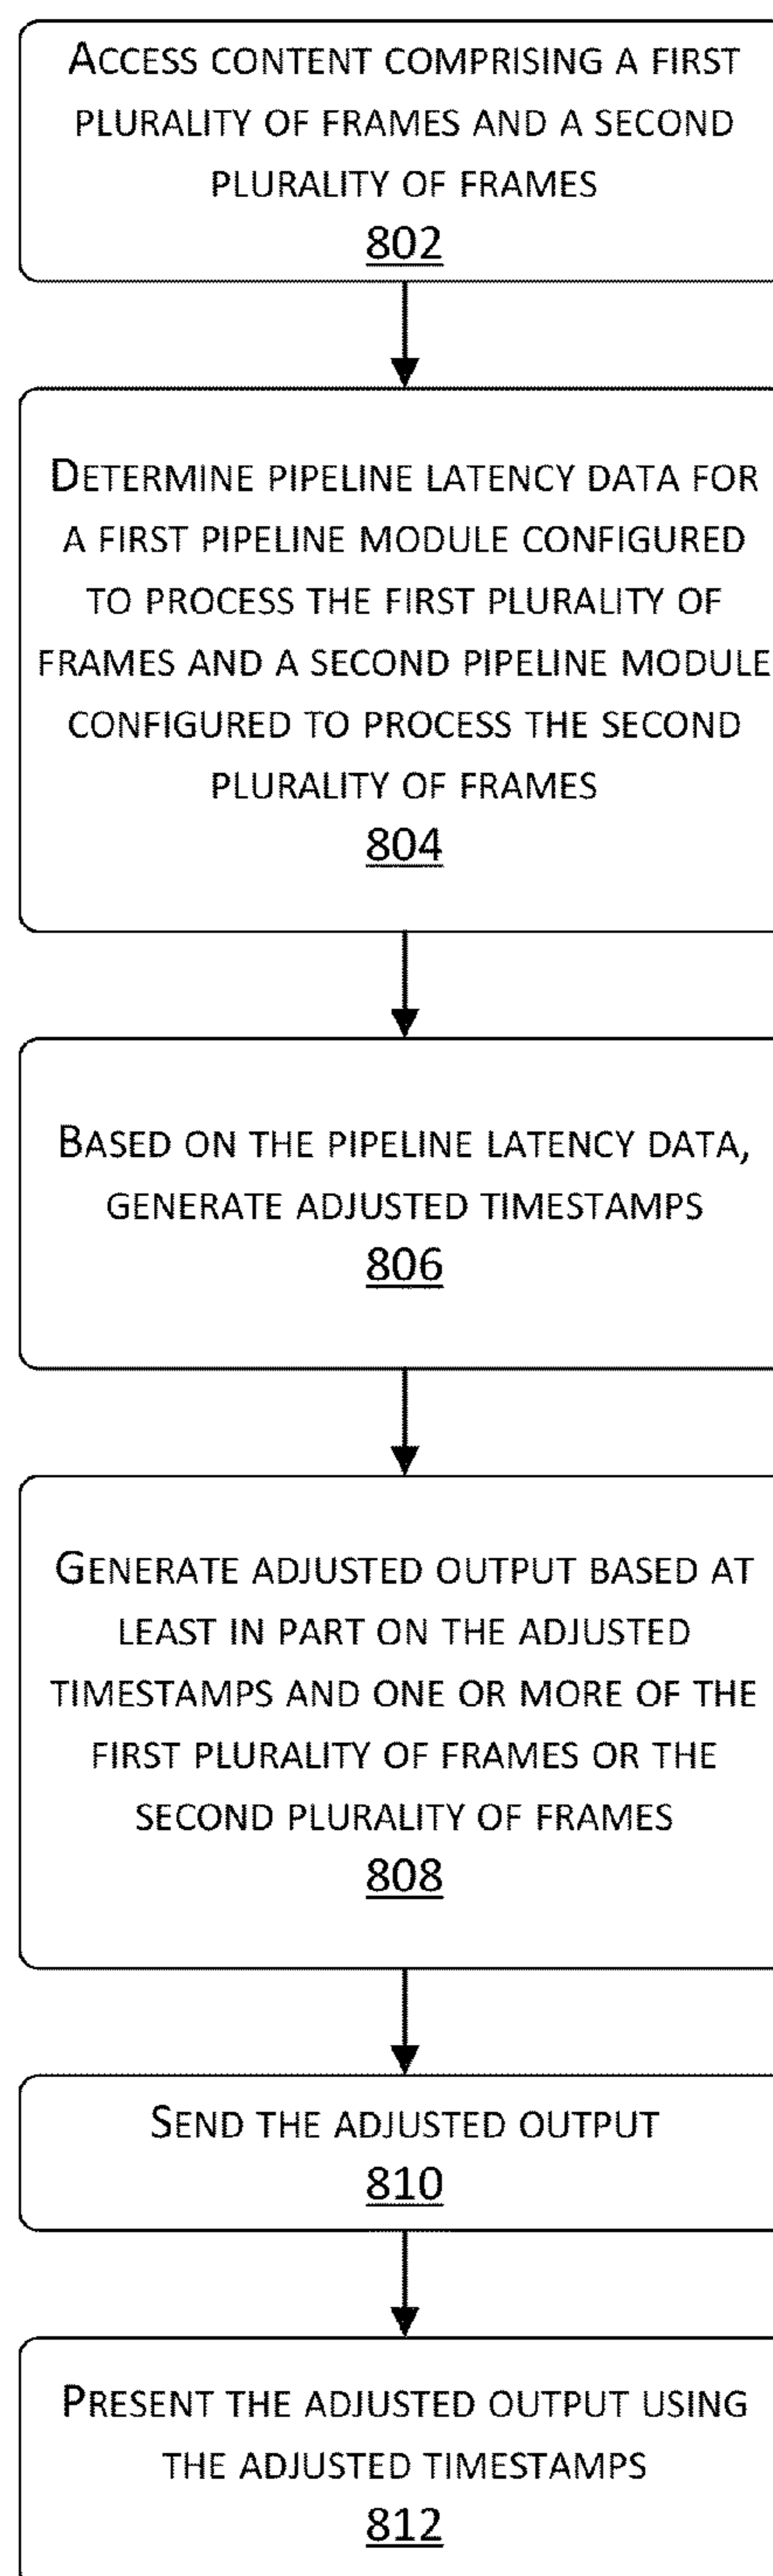 ACCESS CONTENT COMPRISING A FIRST
PLURALITY OF FRAMES AND A SECOND
PLURALITY OF FRAMES
802
DETERMINE PIPELINE LATENCY DATA FOR
A FIRST PIPELINE MODULE CONFIGURED
TO PROCESS THE FIRST PLURALITY OF
FRAMES AND A SECOND PIPELINE MODULE
CONFIGURED TO PROCESS THE SECOND
PLURALITY OF FRAMES
804
BASED ON THE PIPELINE LATENCY DATA,
GENERATE ADJUSTED TIMESTAMPS
806
GENERATE ADJUSTED OUTPUT BASED AT
LEAST IN PART ON THE ADJUSTED
TIMESTAMPS AND ONE OR MORE OF THE
FIRST PLURALITY OF FRAMES OR THE
SECOND PLURALITY OF FRAMES
808
SEND THE ADJUSTED OUTPUT
810
PRESENT THE ADJUSTED OUTPUT USING
THE ADJUSTED TIMESTAMPS
812